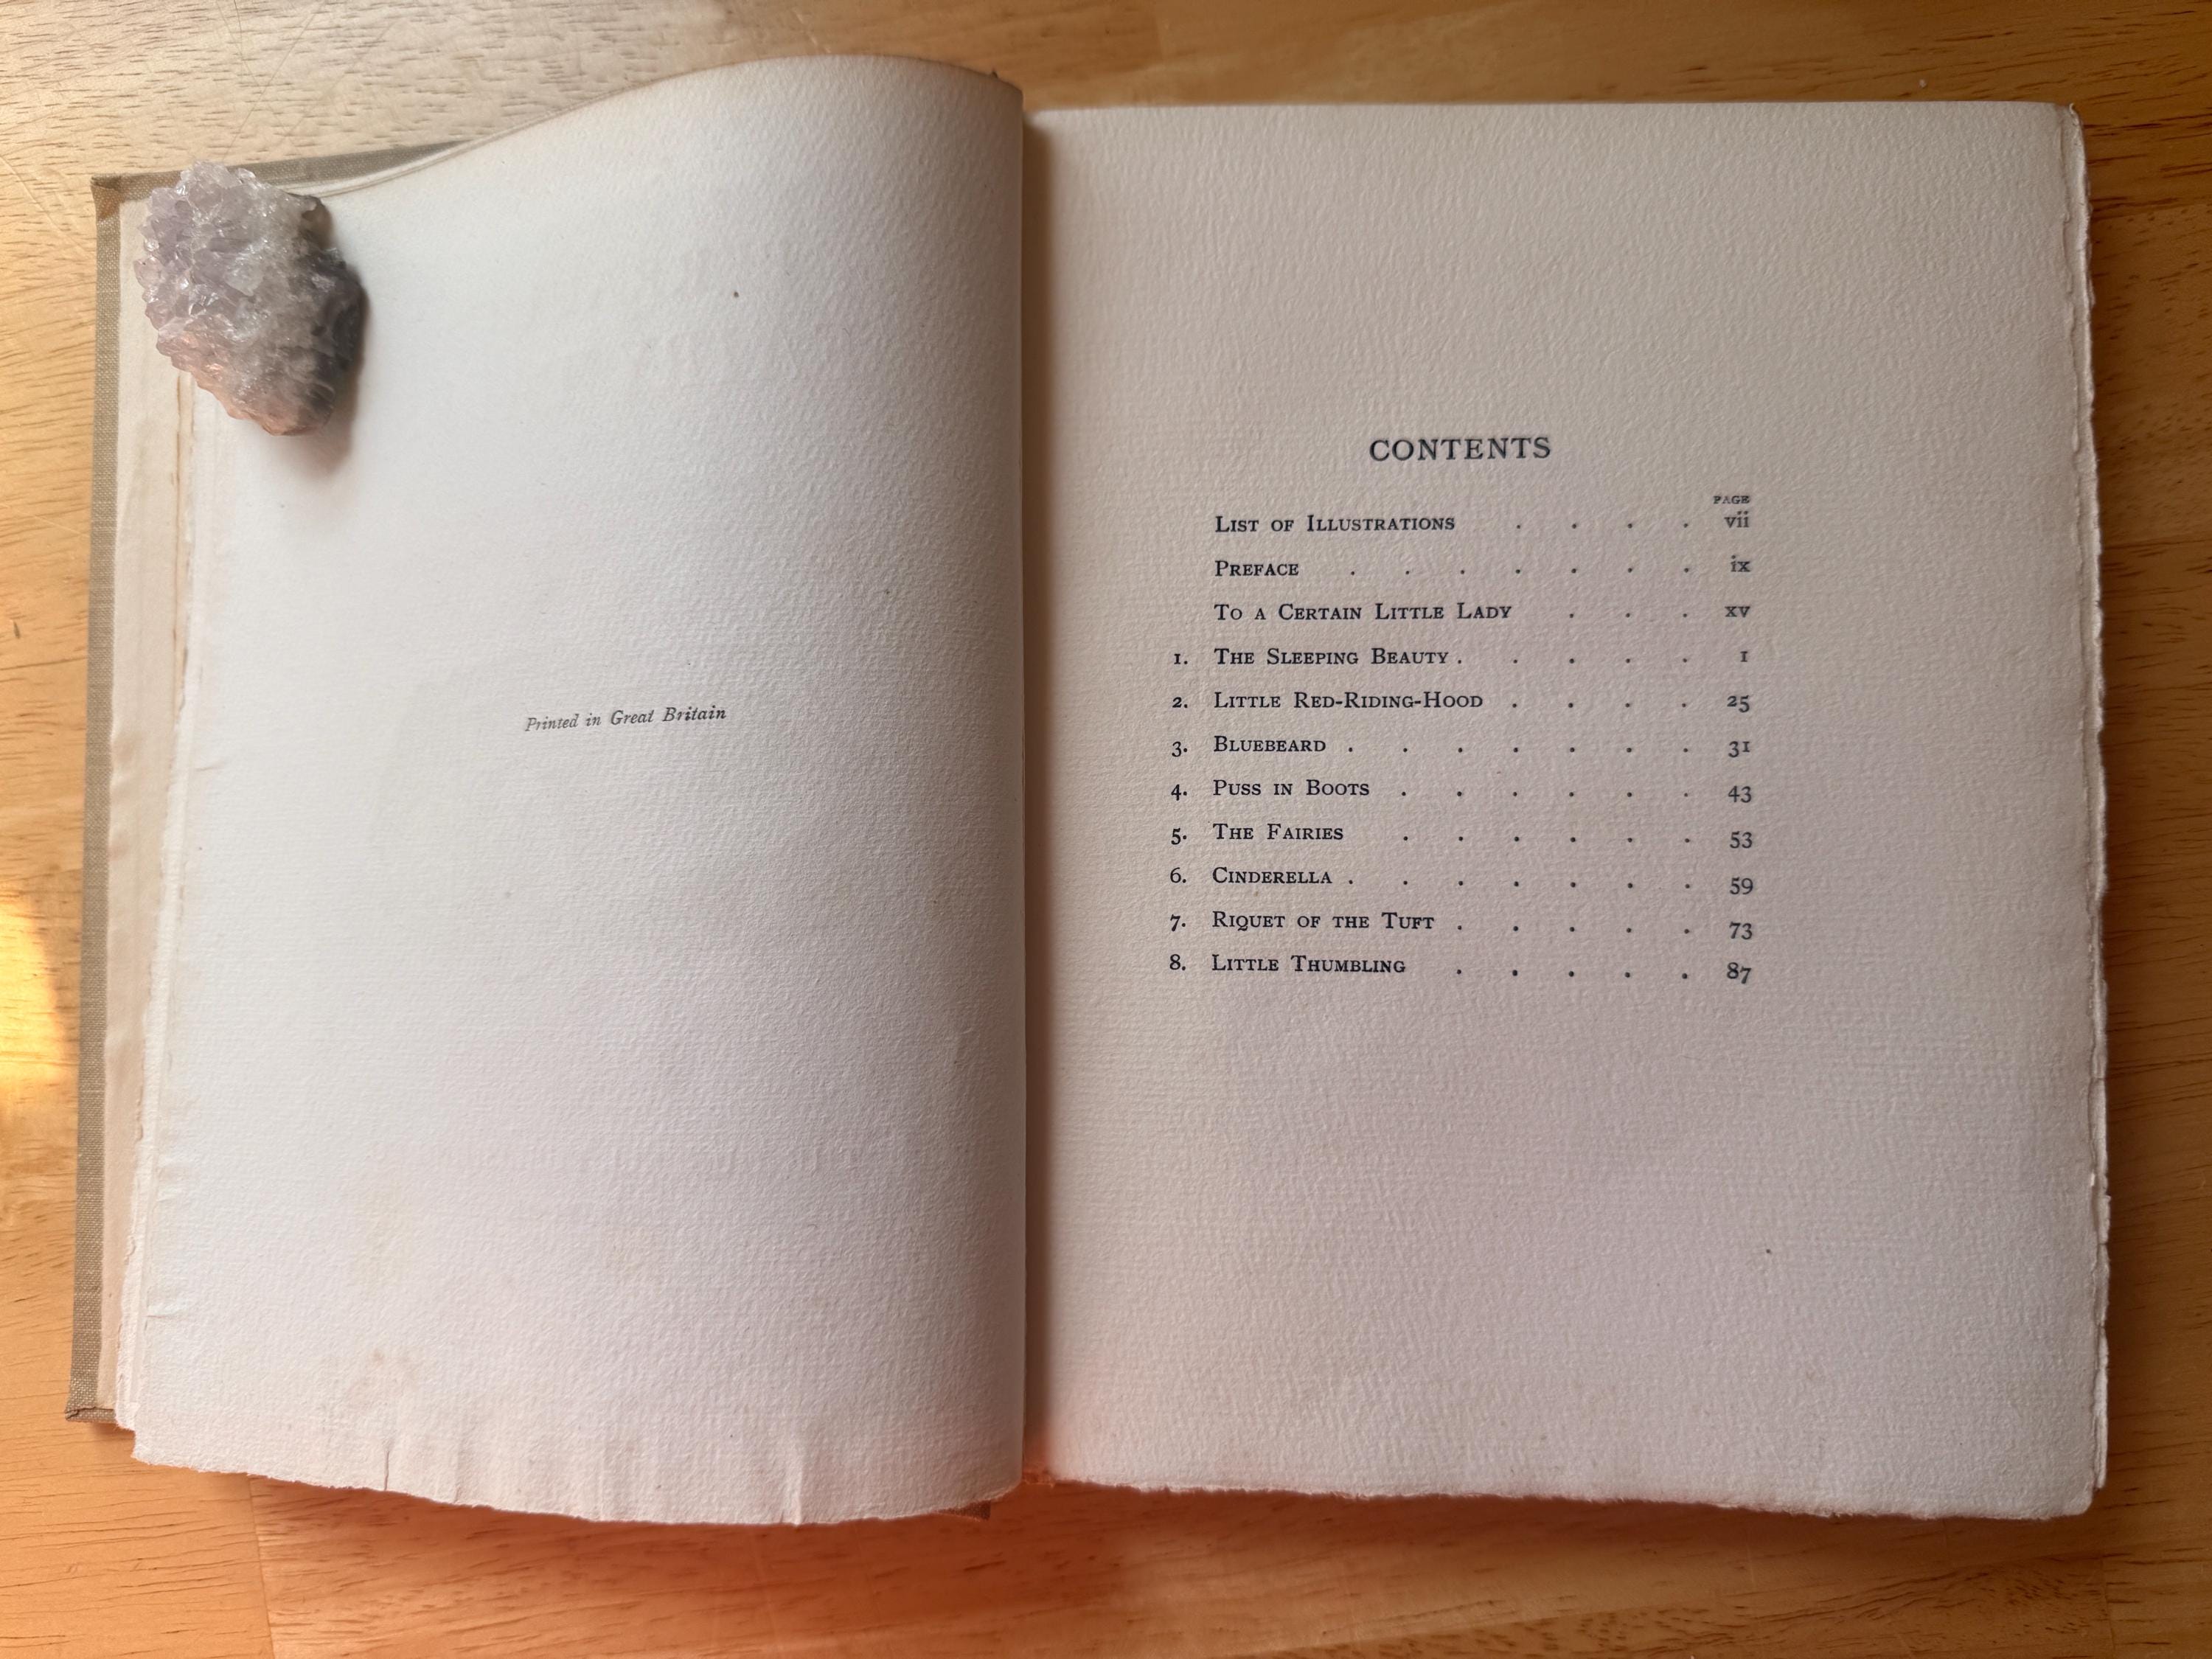 Printed in Great Britain
CONTENTS
PAGE
List of Illustrations . . . . vii
Preface . . . . . . . ix
To a Certain Little Lady . . . xv
1. The Sleeping Beauty . . . . . 1
2. Little Red-Riding-Hood . . . . 25
3. Bluebeard . . . . . . . 31
4. Puss in Boots . . . . . . 43
5. The Fairies . . . . . . 53
6. Cinderella . . . . . . . 59
7. Riquet of the Tuft . . . . . 73
8. Little Thumbling . . . . . 87